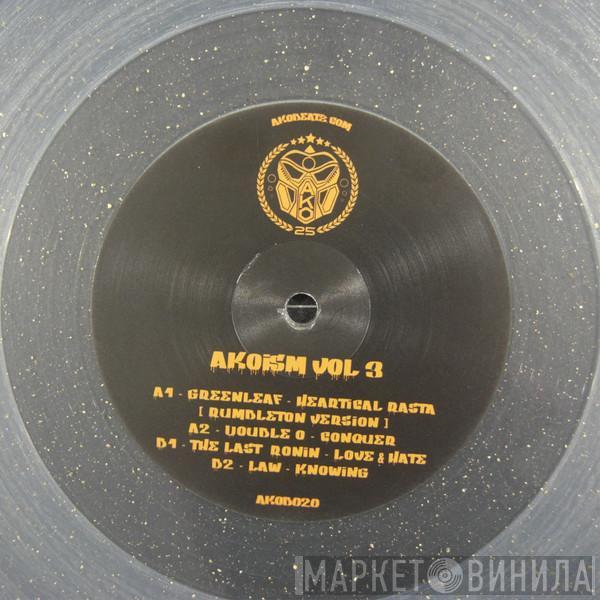 AKOBEATZ.COM
AKO
25
AKOISM VOL 3
A1 - GREENLEAF - HEARTICAL RASTA
[ RUMBLETON VERSION ]
A2 - DOUBLE O - CONQUER
B1 - THE LAST RONIN - LOVE & HATE
B2 - LAW - KNOWING
AKOB020
МАРКЕТ ВИНИЛА